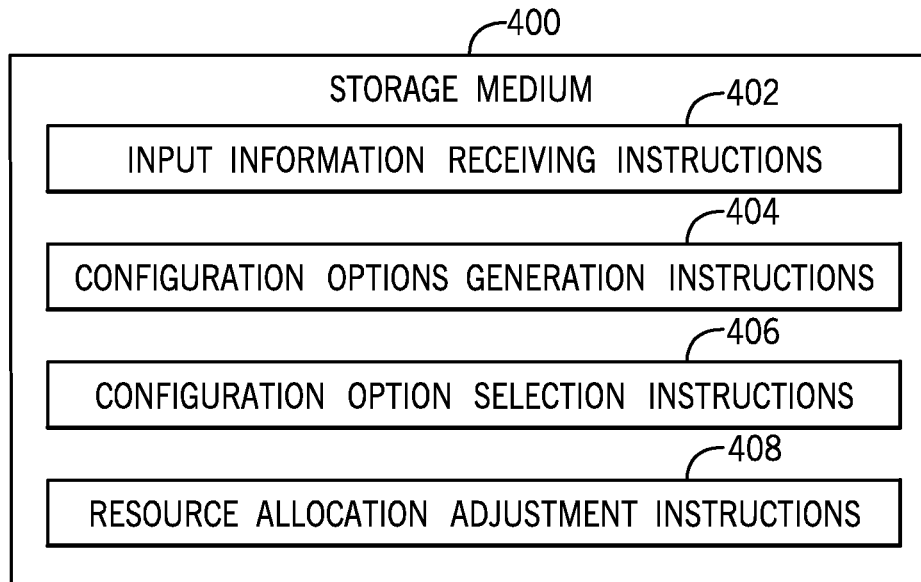 400
STORAGE MEDIUM
402
INPUT INFORMATION RECEIVING INSTRUCTIONS
404
CONFIGURATION OPTIONS GENERATION INSTRUCTIONS
406
CONFIGURATION OPTION SELECTION INSTRUCTIONS
408
RESOURCE ALLOCATION ADJUSTMENT INSTRUCTIONS